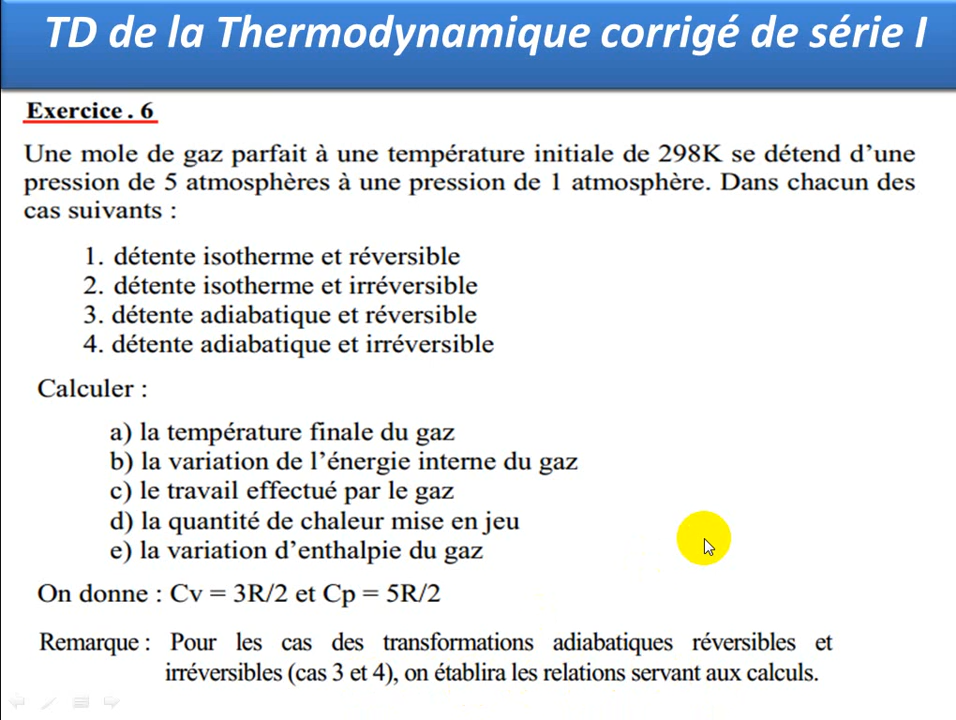 TD de la Thermodynamique corrigé de série I
Exercice . 6
Une mole de gaz parfait à une température initiale de 298K se détend d’une
pression de 5 atmosphères à une pression de 1 atmosphère. Dans chacun des
cas suivants :
1. détente isotherme et réversible
2. détente isotherme et irréversible
3. détente adiabatique et réversible
4. détente adiabatique et irréversible
Calculer :
a) la température finale du gaz
b) la variation de l’énergie interne du gaz
c) le travail effectué par le gaz
d) la quantité de chaleur mise en jeu
e) la variation d’enthalpie du gaz
On donne : Cv = 3R/2 et Cp = 5R/2
Remarque : Pour les cas des transformations adiabatiques réversibles et
irréversibles (cas 3 et 4), on établira les relations servant aux calculs.